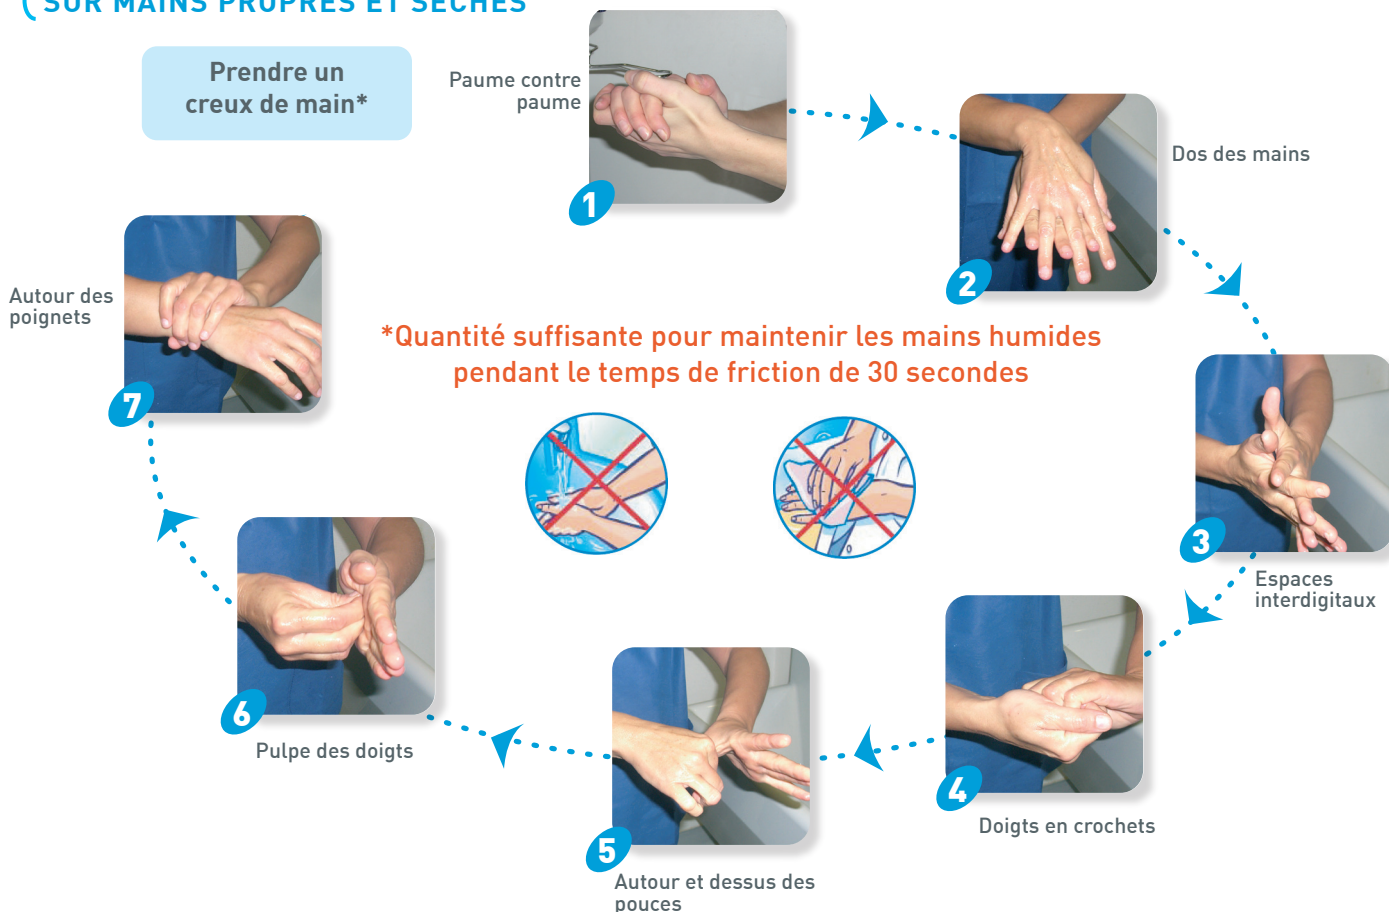 SUR MAINS PROPRES ET SÈCHES
Prendre un
creux de main*
Paume contre
paume
1
Dos des mains
2
Espaces
interdigitaux
3
Doigts en crochets
4
Autour et dessus des
pouces
5
Pulpe des doigts
6
Autour des
poignets
7
*Quantité suffisante pour maintenir les mains humides
pendant le temps de friction de 30 secondes